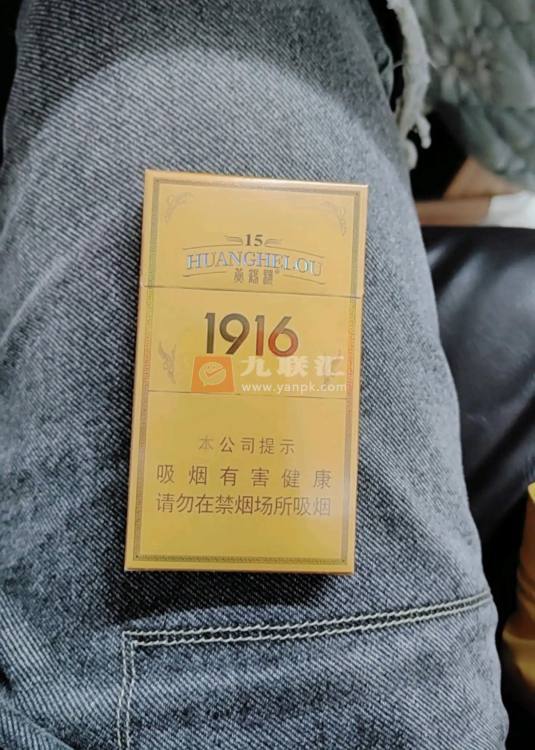 15
HUANGHELOU
黄鹤楼®
1916
九联汇
www.yanpk.com
本公司提示
吸烟有害健康
请勿在禁烟场所吸烟